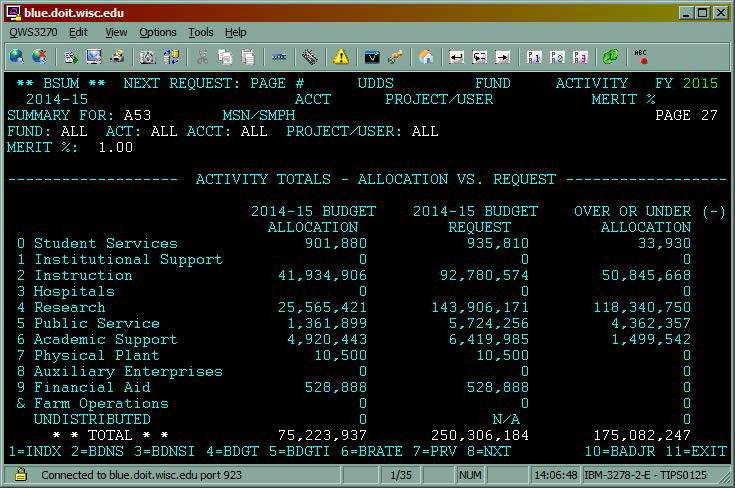 blue.doit.wisc.edu
QWS3270 Edit View Options Tools Help
** BSUM ** NEXT REQUEST: PAGE # UDDS FUND ACTIVITY FY 2015
2014-15 ACCT PROJECT/USER MERIT %
SUMMARY FOR: A53 MSN/SMPH PAGE 27
FUND: ALL ACT: ALL ACCT: ALL PROJECT/USER: ALL
MERIT %: 1.00
------------------- ACTIVITY TOTALS - ALLOCATION VS. REQUEST ------------------
2014-15 BUDGET 2014-15 BUDGET OVER OR UNDER (-)
ALLOCATION REQUEST ALLOCATION
0 Student Services 901,880 935,810 33,930
1 Institutional Support 0 0 0
2 Instruction 41,934,906 92,780,574 50,845,668
3 Hospitals 0 0 0
4 Research 25,565,421 143,906,171 118,340,750
5 Public Service 1,361,899 5,724,256 4,362,357
6 Academic Support 4,920,443 6,419,985 1,499,542
7 Physical Plant 10,500 10,500 0
8 Auxiliary Enterprises 0 0 0
9 Financial Aid 528,888 528,888 0
& Farm Operations 0 0 0
UNDISTRIBUTED 0 N/A 0
* * TOTAL * * 75,223,937 250,306,184 175,082,247
1=INDX 2=BDNS 3=BDNSI 4=BDGT 5=BDGTI 6=BRATE 7=PRV 8=NXT 10=BADJR 11=EXIT
Connected to blue.doit.wisc.edu port 923 1/35 NUM 14:06:48 IBM-3278-2-E - TIPS0125